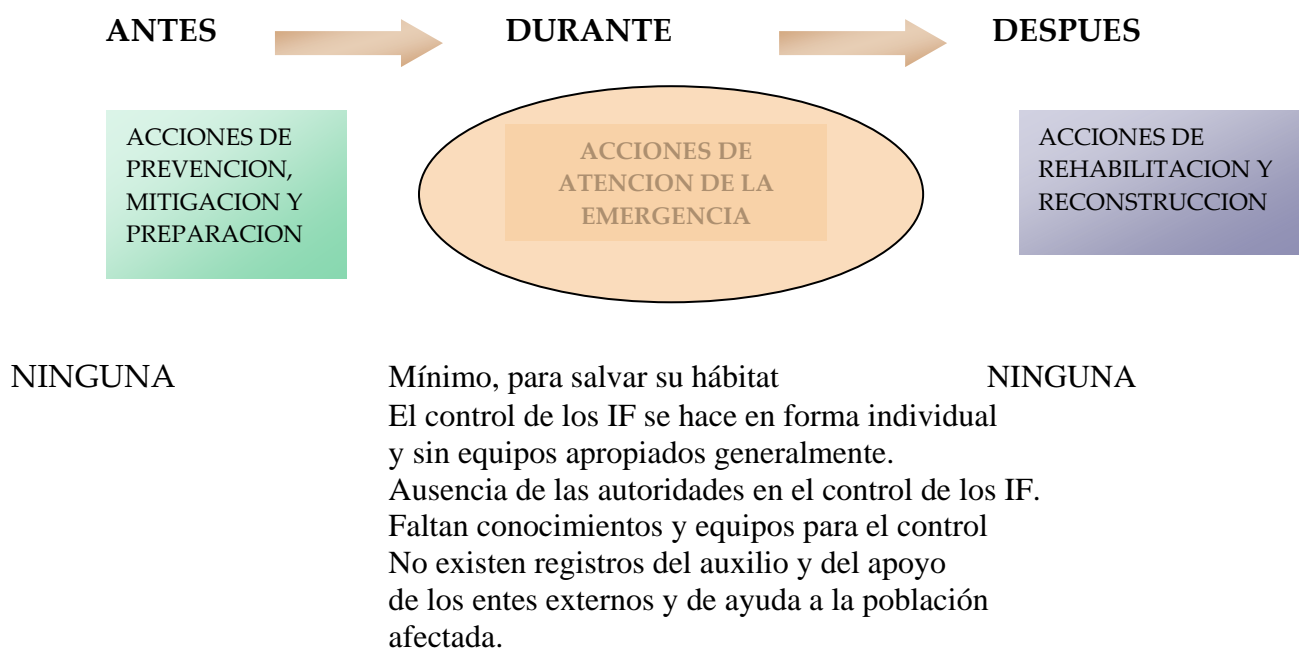 ANTES DURANTE DESPUES
ACCIONES DE
PREVENCION,
MITIGACION Y
PREPARACION
ACCIONES DE
ATENCION DE LA
EMERGENCIA
ACCIONES DE
REHABILITACION Y
RECONSTRUCCION
NINGUNA Mínimo, para salvar su hábitat NINGUNA
El control de los IF se hace en forma individual
y sin equipos apropiados generalmente.
Ausencia de las autoridades en el control de los IF.
Faltan conocimientos y equipos para el control
No existen registros del auxilio y del apoyo
de los entes externos y de ayuda a la población
afectada.